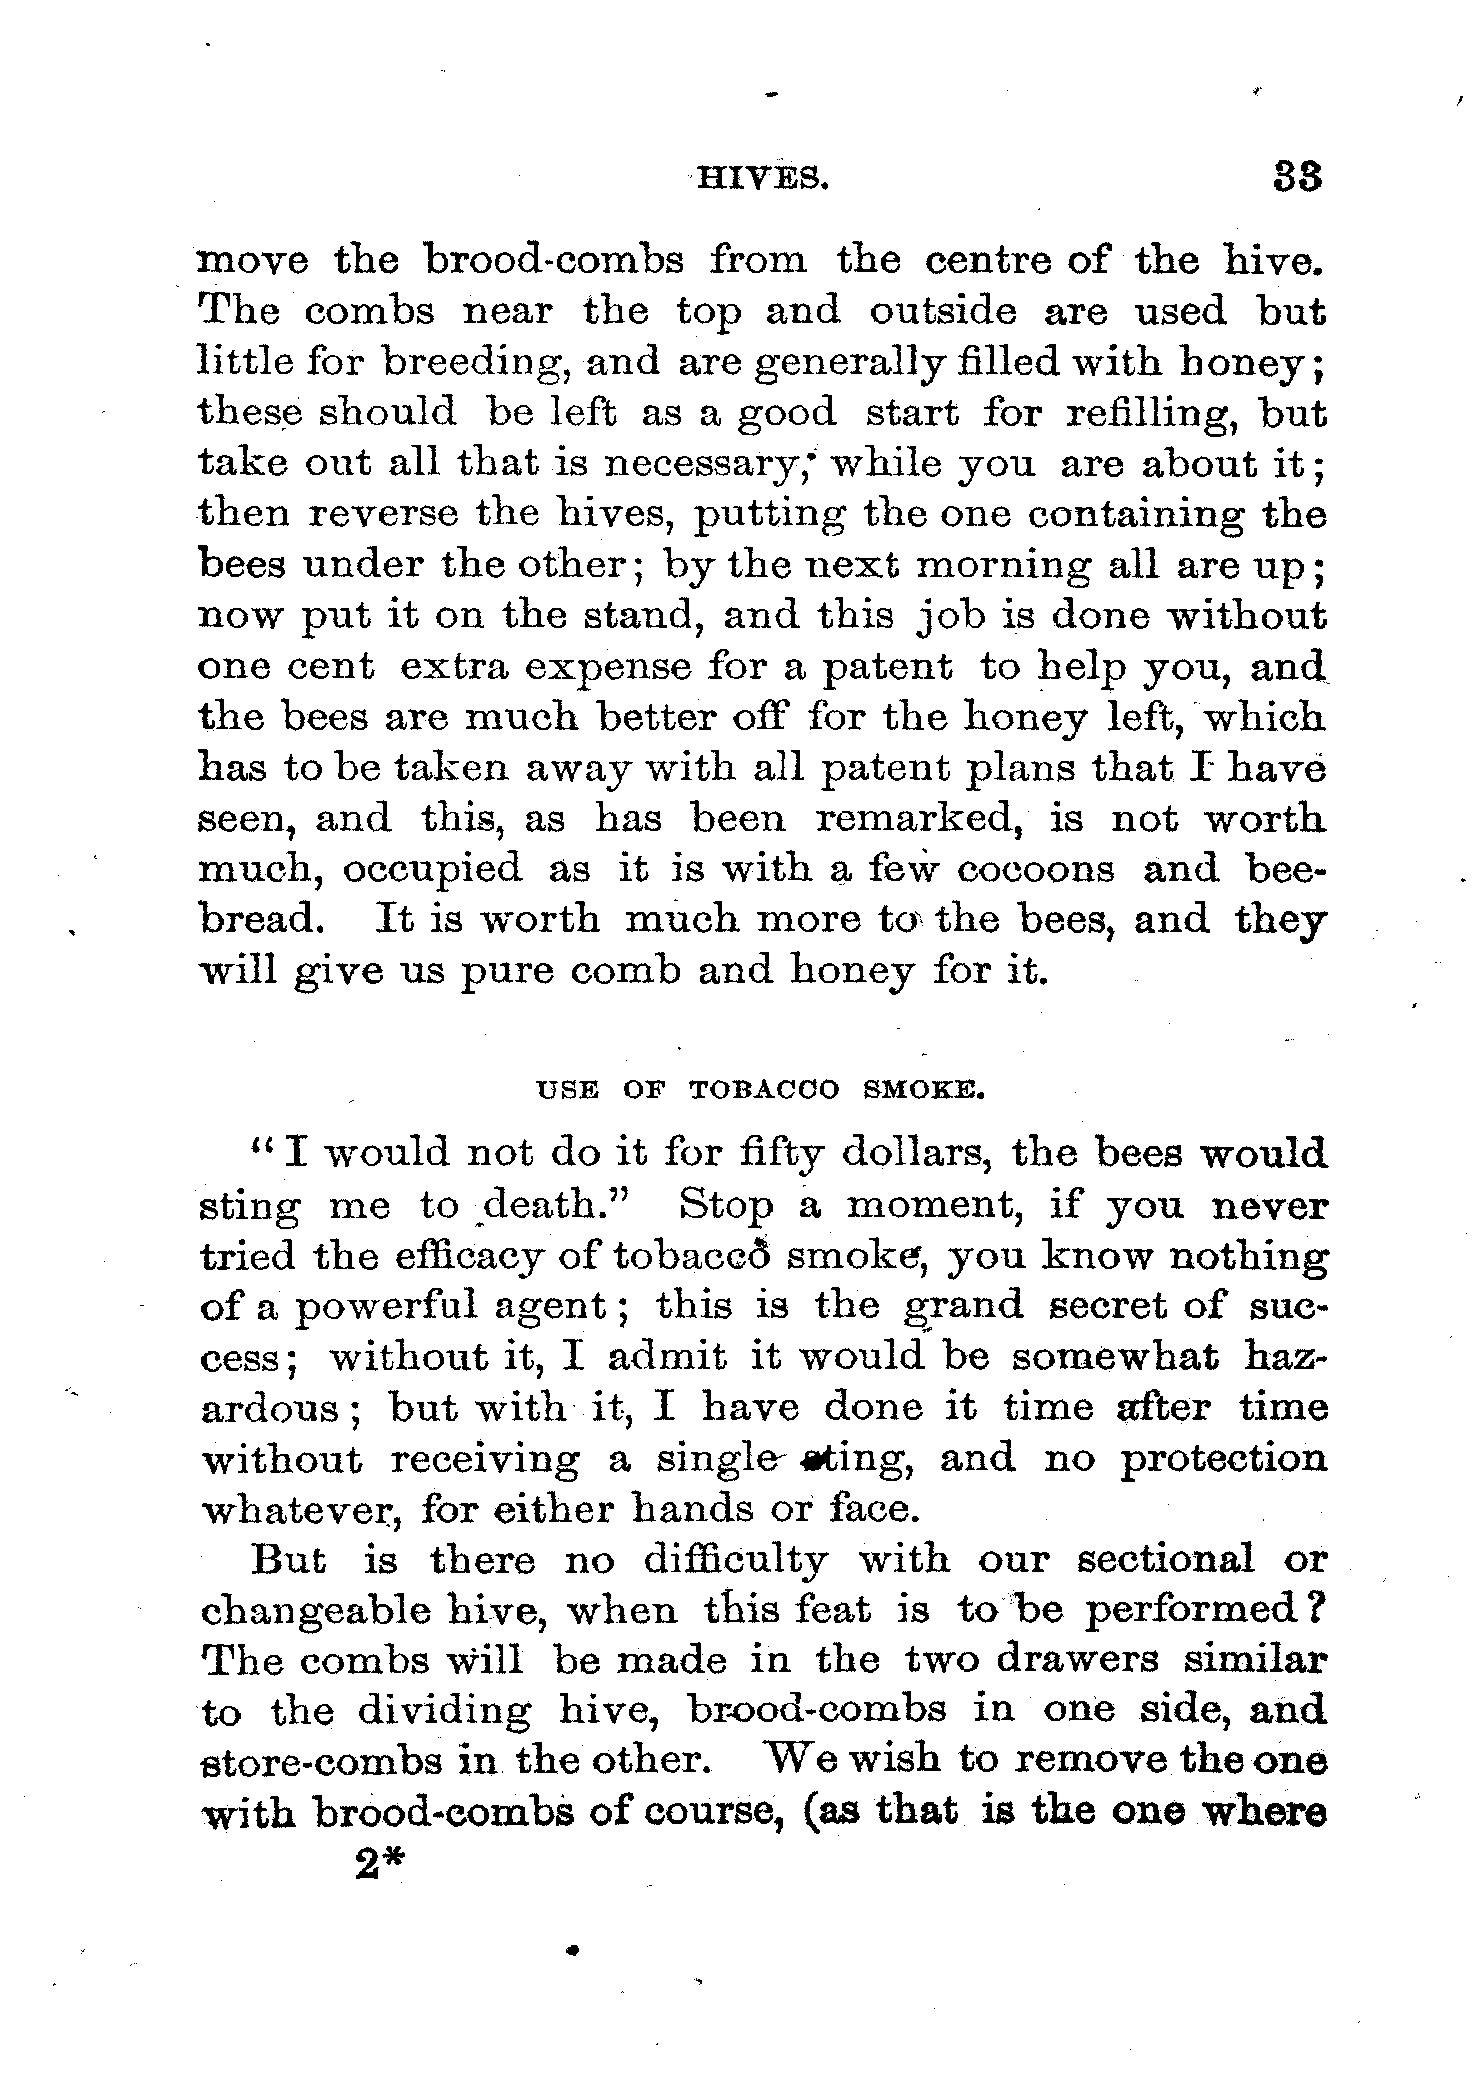 HIVES. 33
move the brood-combs from the centre of the hive.
The combs near the top and outside are used but
little for breeding, and are generally filled with honey;
these should be left as a good start for refilling, but
take out all that is necessary, while you are about it;
then reverse the hives, putting the one containing the
bees under the other; by the next morning all are up;
now put it on the stand, and this job is done without
one cent extra expense for a patent to help you, and
the bees are much better off for the honey left, which
has to be taken away with all patent plans that I have
seen, and this, as has been remarked, is not worth
much, occupied as it is with a few cocoons and bee-
bread. It is worth much more to the bees, and they
will give us pure comb and honey for it.
USE OF TOBACCO SMOKE.
"I would not do it for fifty dollars, the bees would
sting me to death." Stop a moment, if you never
tried the efficacy of tobacco smoke, you know nothing
of a powerful agent; this is the grand secret of suc-
cess; without it, I admit it would be somewhat haz-
ardous; but with it, I have done it time after time
without receiving a single sting, and no protection
whatever, for either hands or face.
But is there no difficulty with our sectional or
changeable hive, when this feat is to be performed?
The combs will be made in the two drawers similar
to the dividing hive, brood-combs in one side, and
store-combs in the other. We wish to remove the one
with brood-combs of course, (as that is the one where
2*